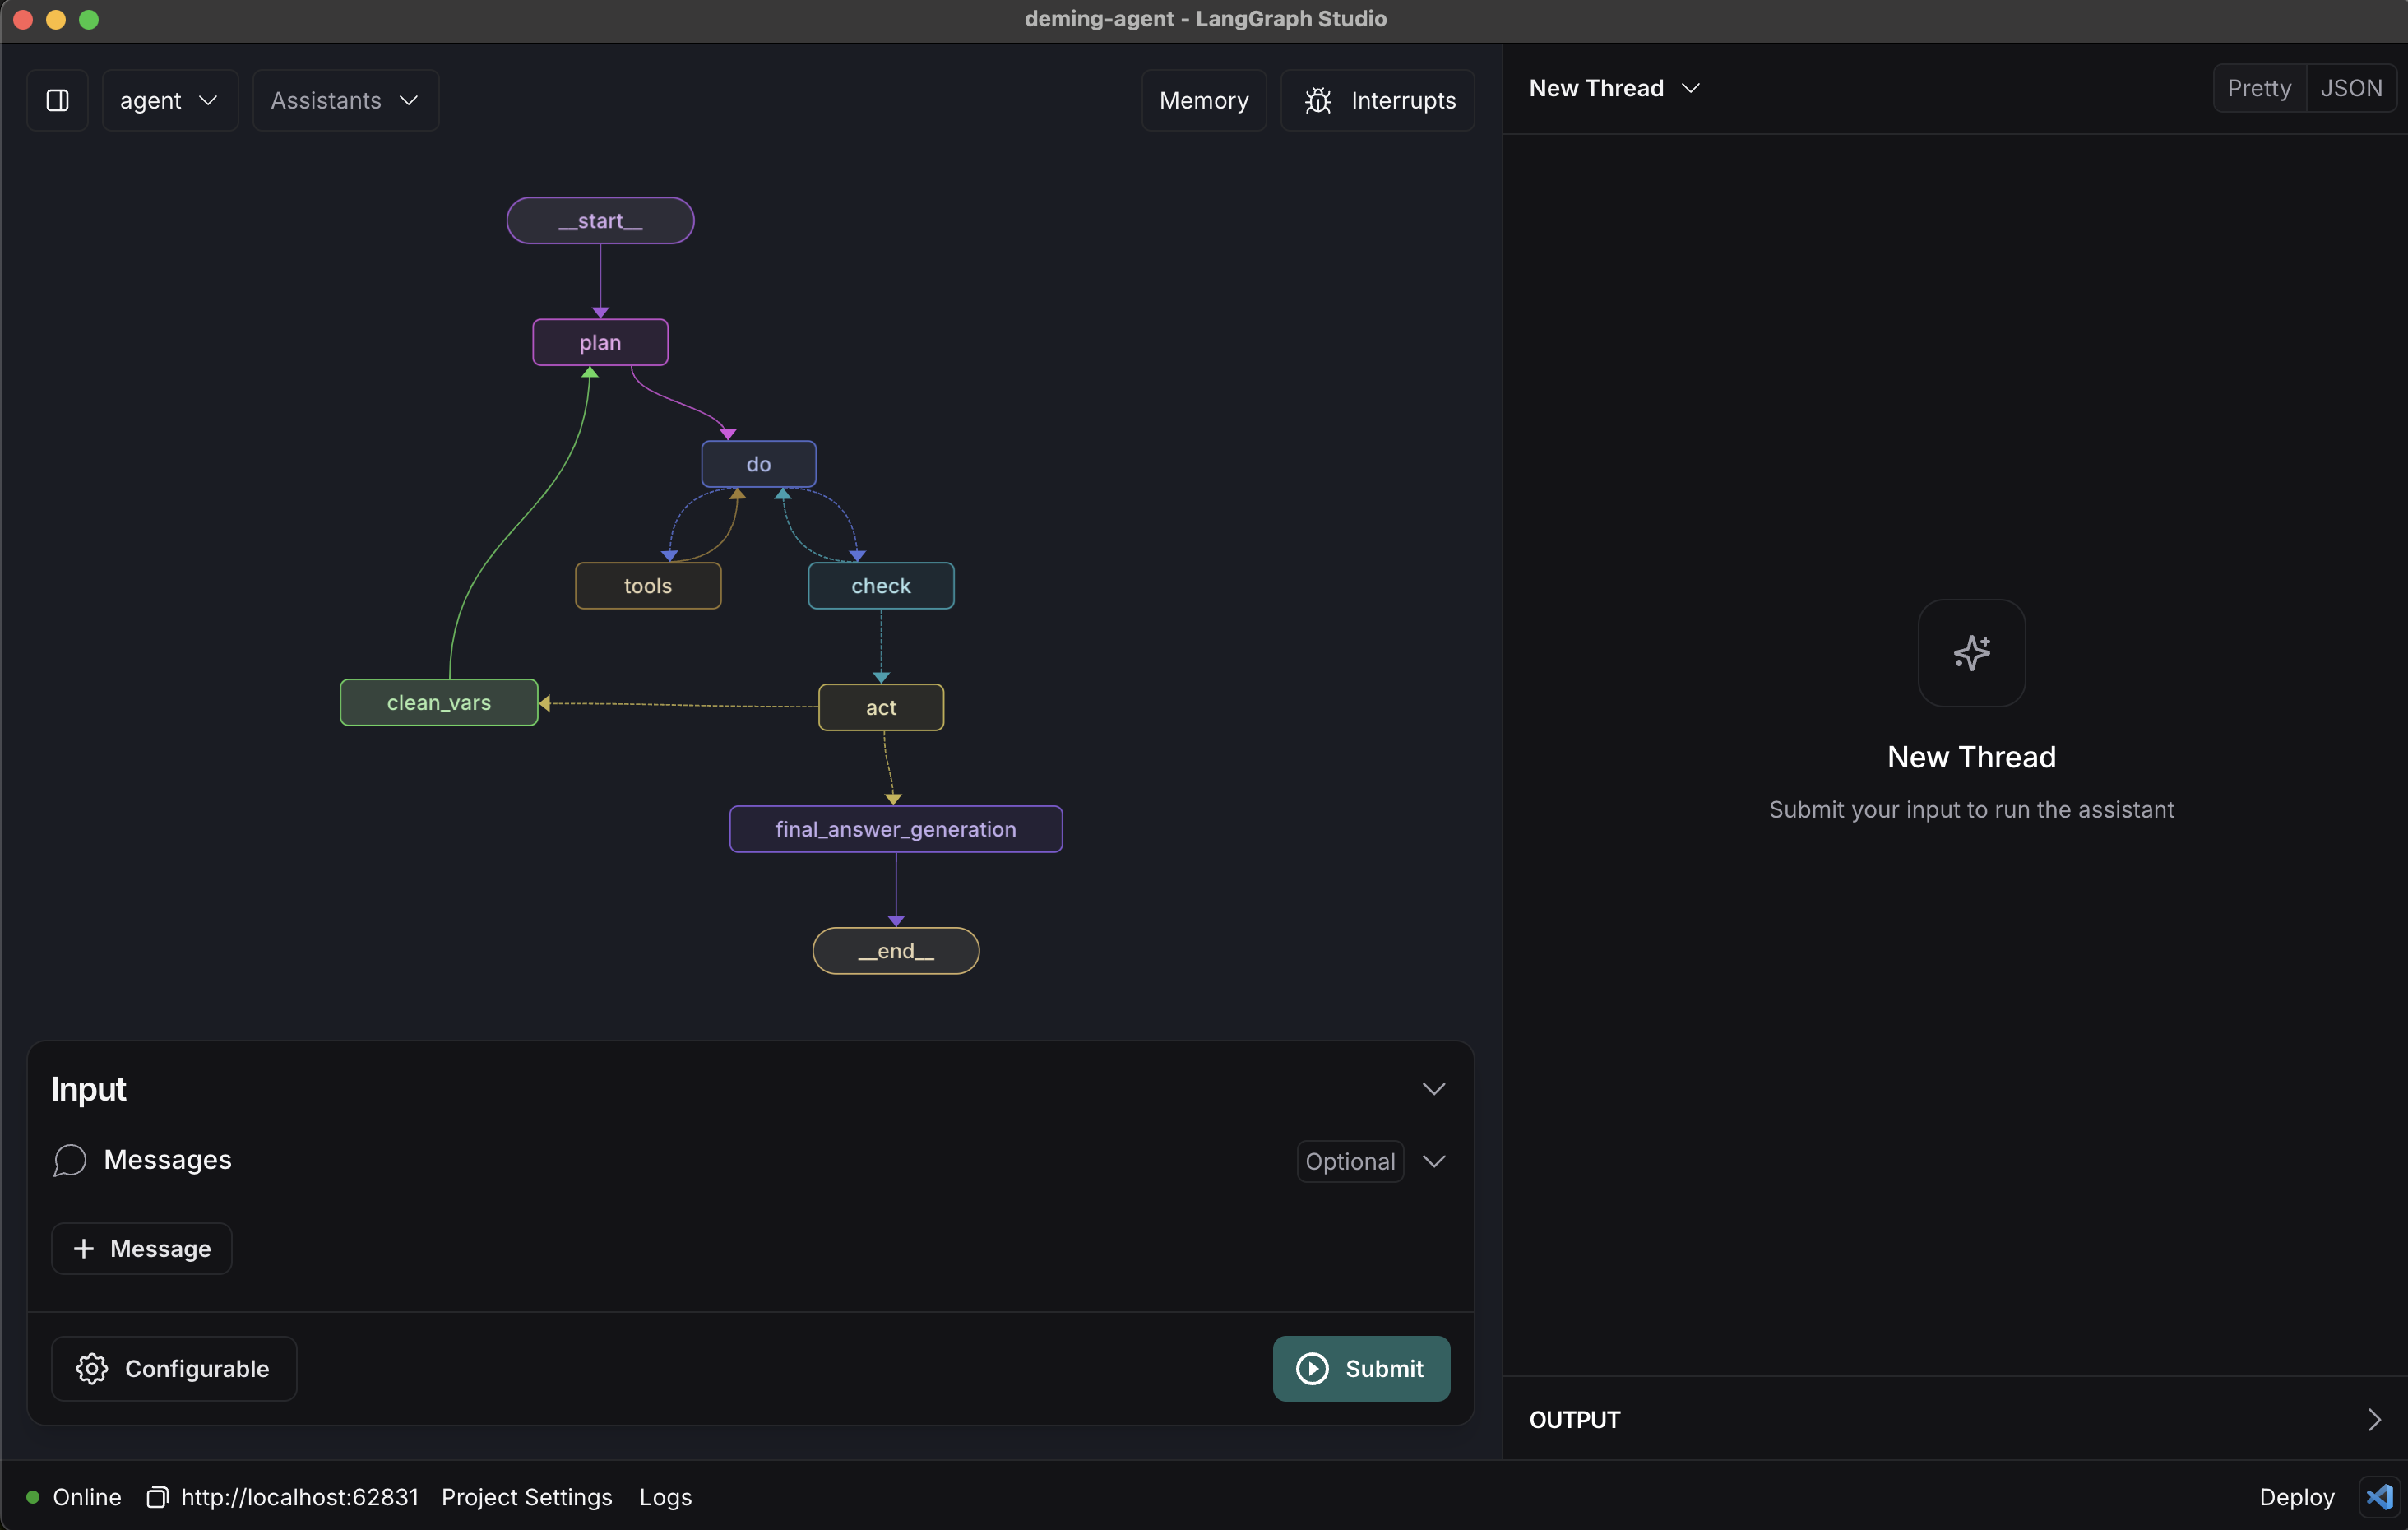 deming-agent - LangGraph Studio
agent
Assistants
Memory
Interrupts
__start__
plan
do
tools
check
clean_vars
act
final_answer_generation
__end__
Input
Messages
Optional
Message
Configurable
Submit
New Thread
Pretty
JSON
New Thread
Submit your input to run the assistant
OUTPUT
Online
http://localhost:62831
Project Settings
Logs
Deploy